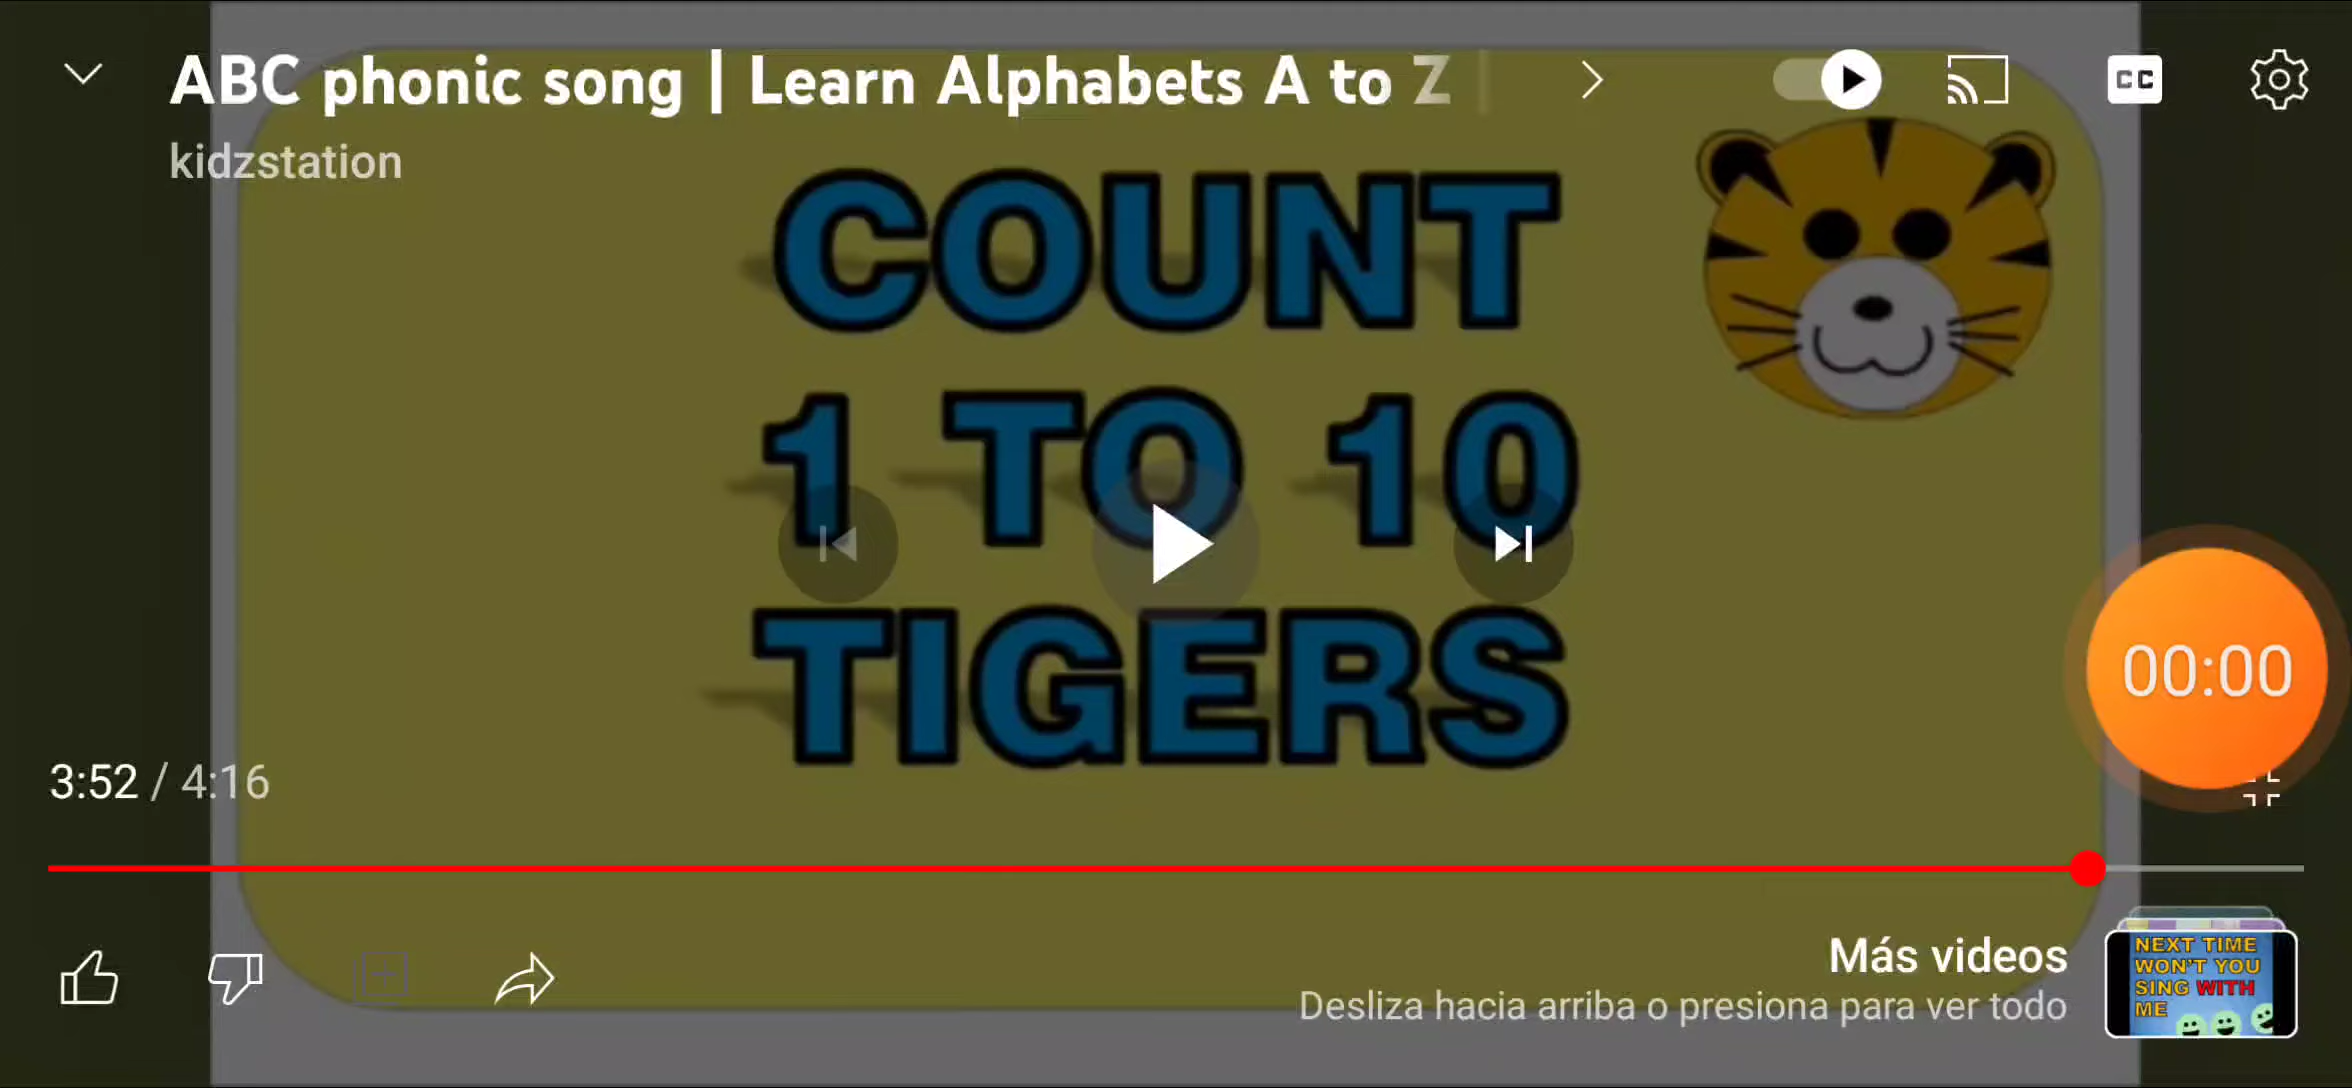 ABC phonic song | Learn Alphabets A to Z
kidzstation
CC
COUNT
1 TO 10
TIGERS
00:00
3:52 / 4:16
Más videos
Desliza hacia arriba o presiona para ver todo
NEXT TIME
WON'T YOU
SING WITH
ME